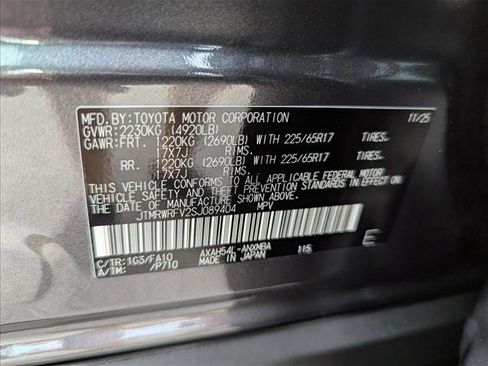 MFD.BY:TOYOTA MOTOR CORPORATION 11/25
GVWR:2230KG (4920LB)
GAWR:FRT. 1220KG (2690LB) WITH 225/65R17 TIRES,
17X7J RIMS,
RR. 1220KG (2690LB) WITH 225/65R17 TIRES,
17X7J RIMS.
THIS VEHICLE CONFORMS TO ALL APPLICABLE FEDERAL MOTOR
VEHICLE SAFETY STANDARDS IN EFFECT ON THE DATE OF
MANUFACTURE SHOWN ABOVE.
JTMRWRFV2SJ089404 MPV
C/TR:1G3/FA10 AXAH54L-ANXMBA 115 E
A/TM: /P710 MADE IN JAPAN